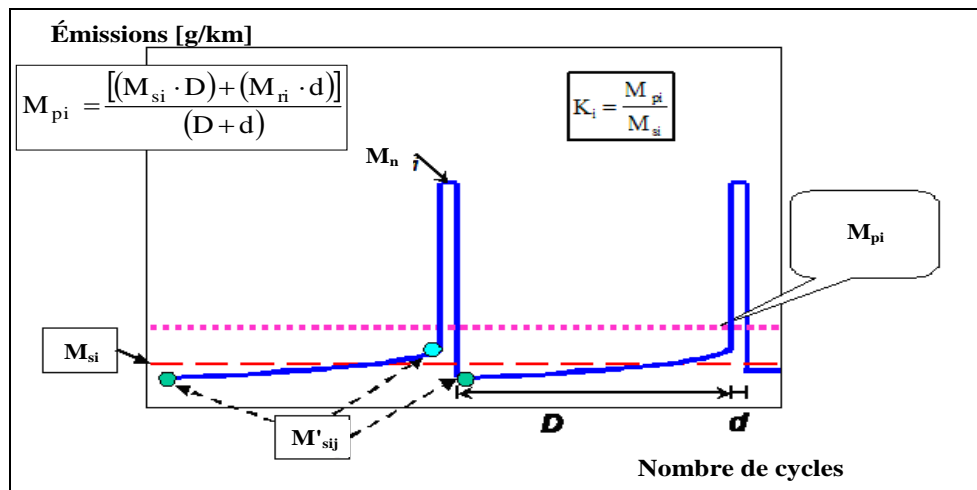 Émissions [g/km]
M_pi = [(M_si · D) + (M_ri · d)] / (D + d)
K_i = M_pi / M_si
M_n i
M_pi
M_si
M'_sij
D d
Nombre de cycles